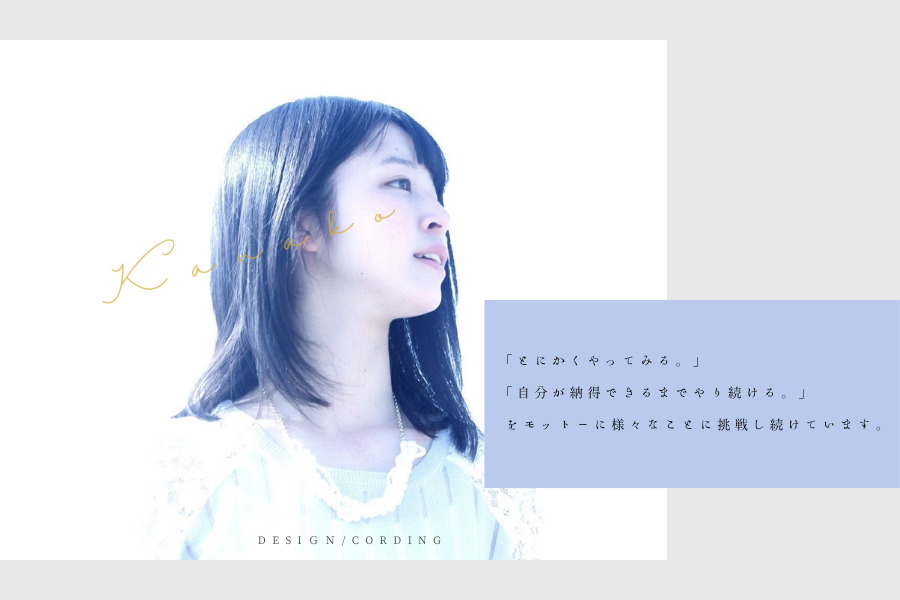 Kanako
「とにかくやってみる。」
「自分が納得できるまでやり続ける。」
をモットーに様々なことに挑戦し続けています。
DESIGN/CORDING